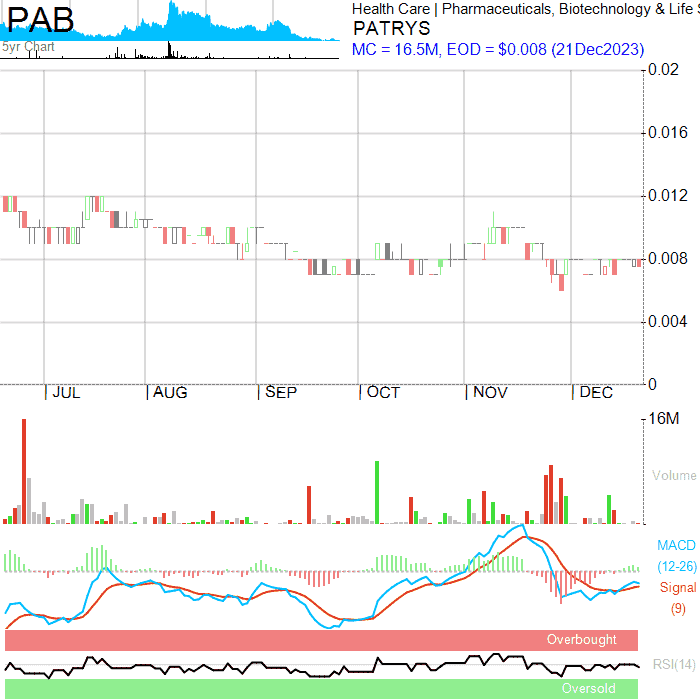 PAB
5yr Chart
Health Care | Pharmaceuticals, Biotechnology & Life S
PATRYS
MC = 16.5M, EOD = $0.008 (21Dec2023)
0.02
0.016
0.012
0.008
0.004
0
JUL
AUG
SEP
OCT
NOV
DEC
16M
Volume
MACD
(12-26)
Signal
(9)
Overbought
RSI(14)
Oversold